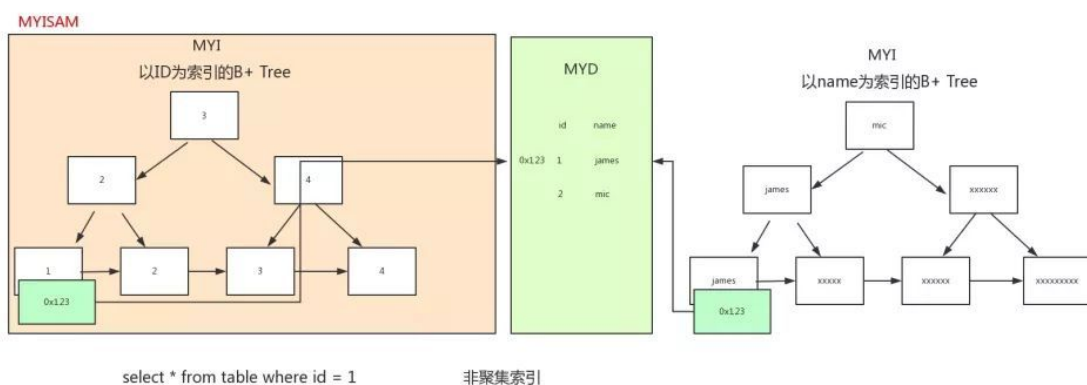 MYISAM
MYI
以ID为索引的B+ Tree
3
2
4
1
2
3
4
0x123
MYD
id name
0x123 1 james
2 mic
MYI
以name为索引的B+ Tree
mic
james
xxxxxx
james
xxxxx
xxxxxx
xxxxxxxxx
0x123
select * from table where id = 1
非聚集索引